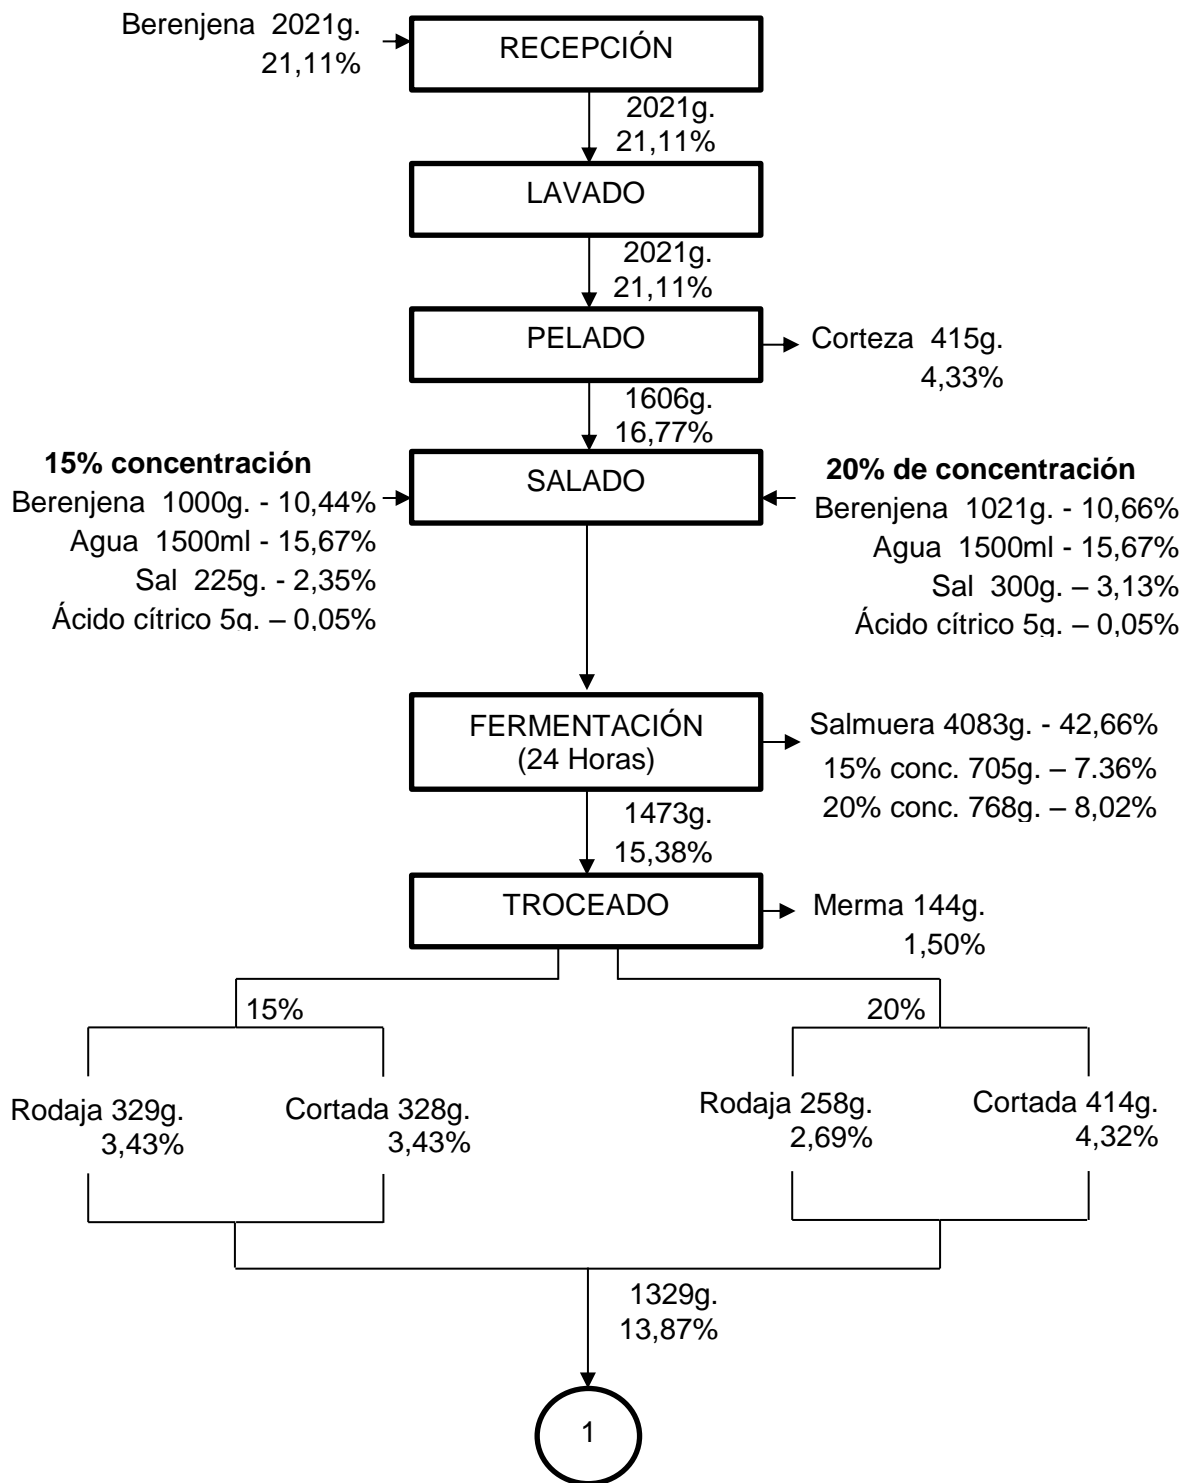 Berenjena 2021g.
21,11%
RECEPCIÓN
2021g.
21,11%
LAVADO
2021g.
21,11%
PELADO
Corteza 415g.
4,33%
1606g.
16,77%
15% concentración
Berenjena 1000g. - 10,44%
Agua 1500ml - 15,67%
Sal 225g. - 2,35%
Ácido cítrico 5g. – 0,05%
SALADO
20% de concentración
Berenjena 1021g. - 10,66%
Agua 1500ml - 15,67%
Sal 300g. – 3,13%
Ácido cítrico 5g. – 0,05%
FERMENTACIÓN
(24 Horas)
Salmuera 4083g. - 42,66%
15% conc. 705g. – 7.36%
20% conc. 768g. – 8,02%
1473g.
15,38%
TROCEADO
Merma 144g.
1,50%
15%
20%
Rodaja 329g.
3,43%
Cortada 328g.
3,43%
Rodaja 258g.
2,69%
Cortada 414g.
4,32%
1329g.
13,87%
1